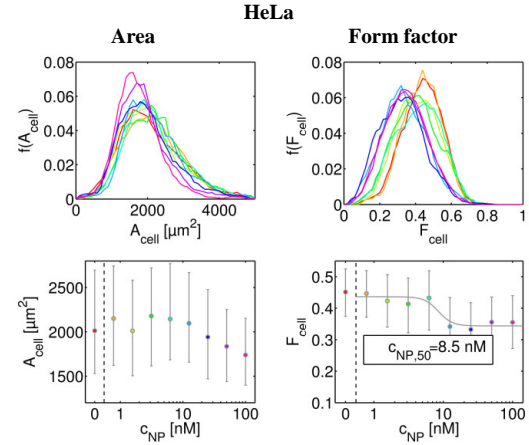 HeLa
Area
Form factor
f(A_cell)
0.08
0.06
0.04
0.02
0
0
2000
4000
A_cell [µm²]
f(F_cell)
0.08
0.06
0.04
0.02
0
0
0.2
0.4
0.6
0.8
1
F_cell
A_cell [µm²]
2500
2000
1500
0
1
10
100
c_NP [nM]
F_cell
0.5
0.4
0.3
0.2
0.1
c_NP,50=8.5 nM
0
1
10
100
c_NP [nM]